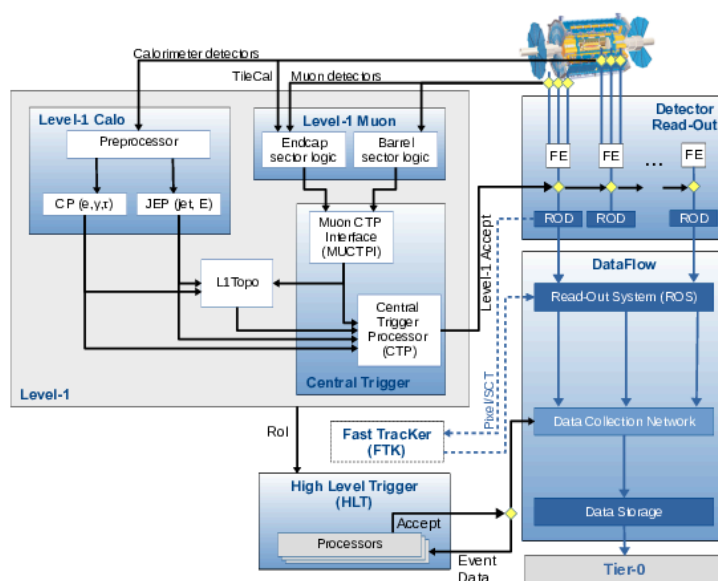 Calorimeter detectors
TileCal
Muon detectors
Detector
Read-Out
Level-1 Calo
Preprocessor
CP (e,γ,τ)
JEP (jet, E)
Level-1 Muon
Endcap
sector logic
Barrel
sector logic
FE
FE
...
FE
ROD
ROD
ROD
Muon CTP
Interface
(MUCTPI)
L1Topo
Central
Trigger
Processor
(CTP)
Central Trigger
Level-1
Level-1 Accept
DataFlow
Read-Out System (ROS)
Pixel/SCT
Data Collection Network
RoI
Fast TracKer
(FTK)
High Level Trigger
(HLT)
Accept
Processors
Event
Data
Data Storage
Tier-0